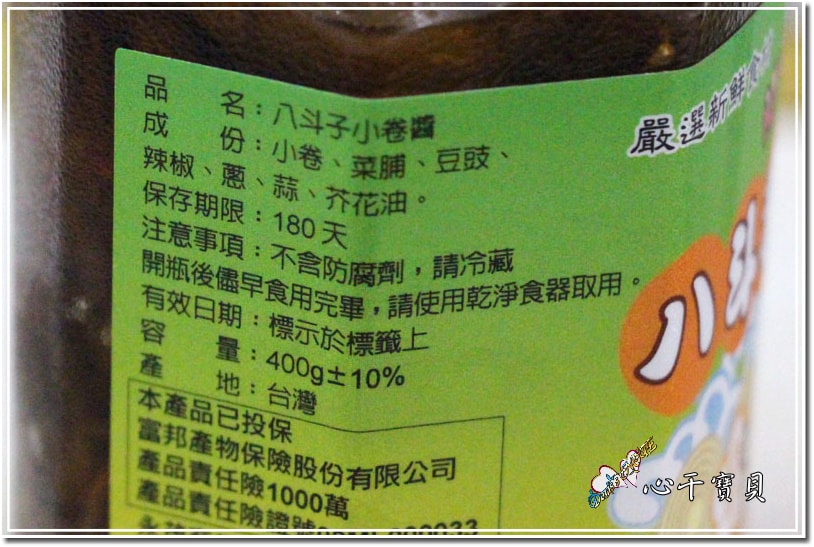 品　　名：八斗子小卷醬
成　　份：小卷、菜脯、豆豉、
辣椒、蔥、蒜、芥花油。
保存期限：180 天
注意事項：不含防腐劑，請冷藏
開瓶後儘早食用完畢，請使用乾淨食器取用。
有效日期：標示於標籤上
容　　量：400g±10%
產　　地：台灣
本產品已投保
富邦產物保險股份有限公司
產品責任險1000萬
產品責任險證號
嚴選新鮮食
八斗
心干寶貝